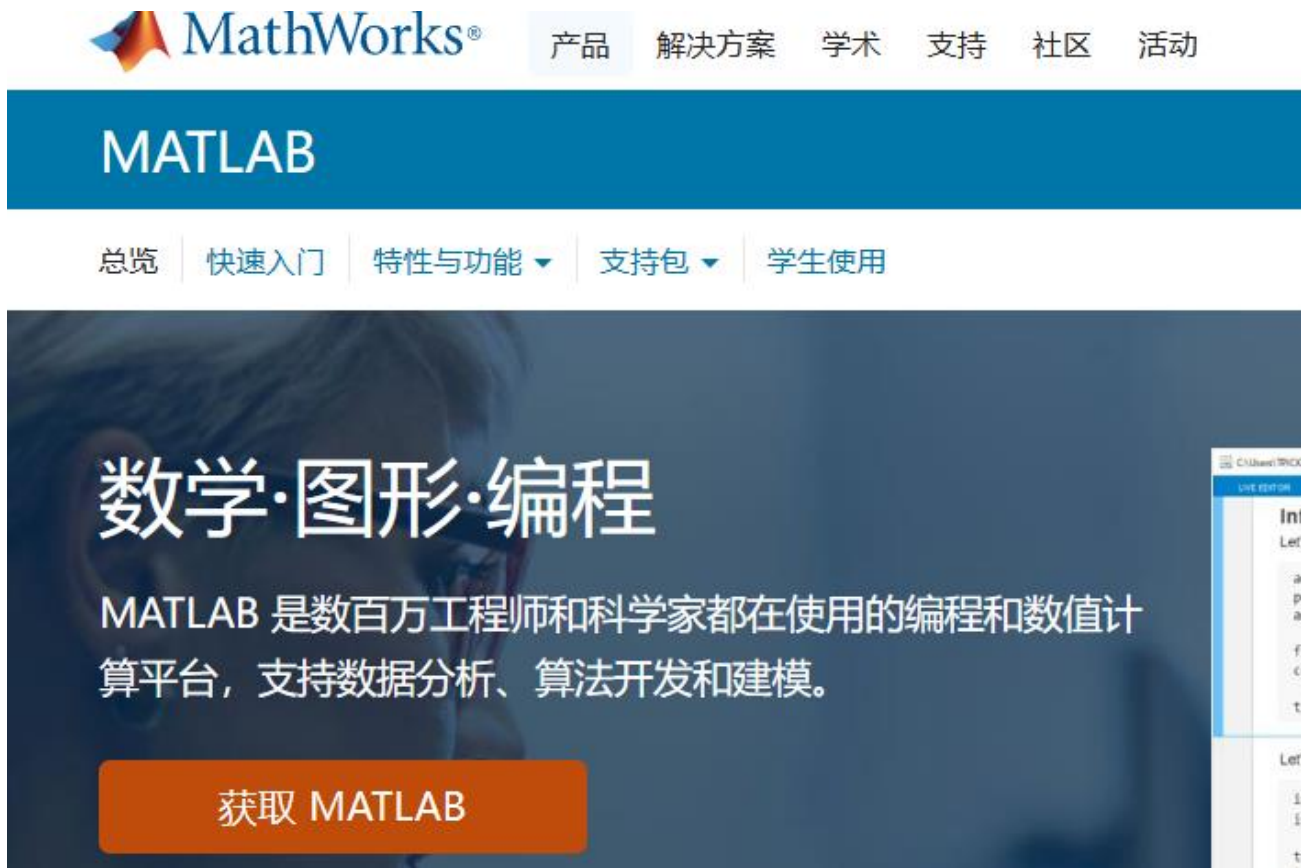 MathWorks®
产品 解决方案 学术 支持 社区 活动
MATLAB
总览 快速入门 特性与功能 支持包 学生使用
数学·图形·编程
MATLAB 是数百万工程师和科学家都在使用的编程和数值计
算平台，支持数据分析、算法开发和建模。
获取 MATLAB
LIVE EDITOR